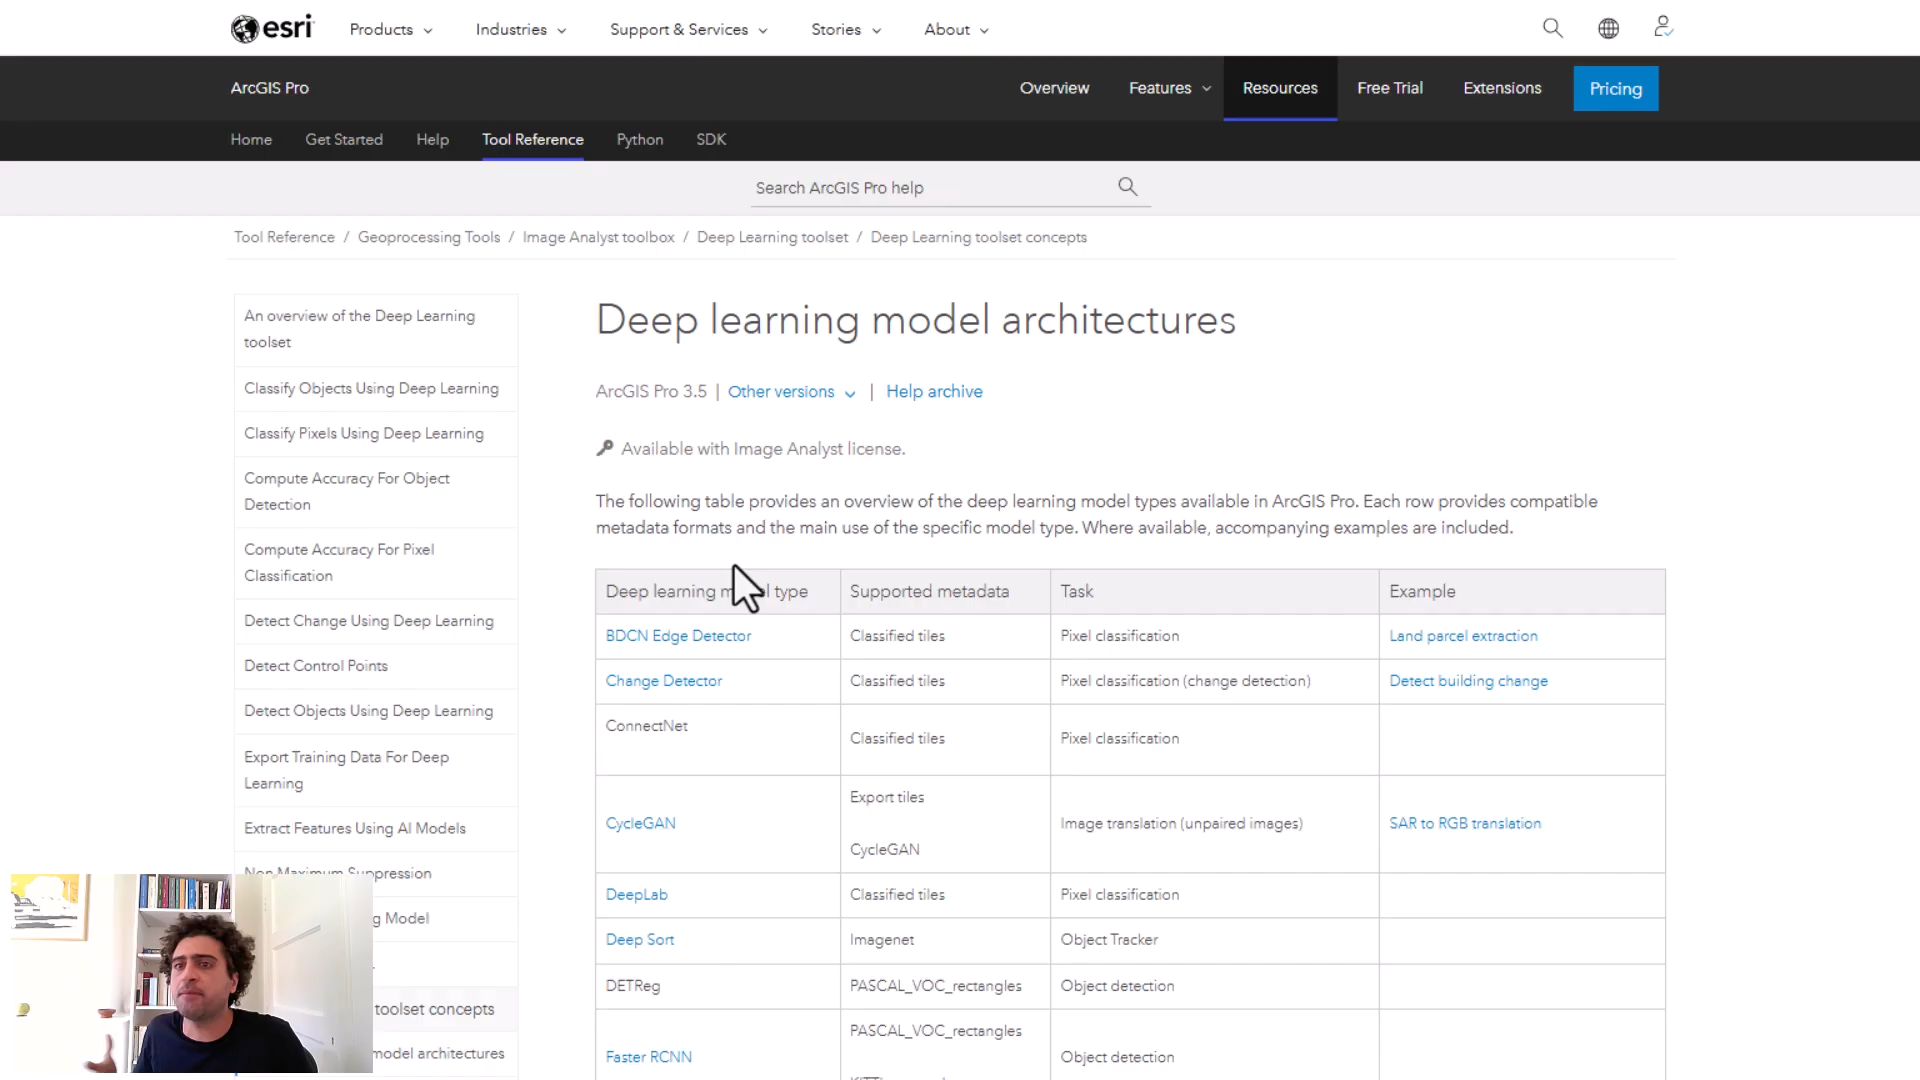 esri
Products
Industries
Support & Services
Stories
About
ArcGIS Pro
Overview
Features
Resources
Free Trial
Extensions
Pricing
Home
Get Started
Help
Tool Reference
Python
SDK
Search ArcGIS Pro help
Tool Reference / Geoprocessing Tools / Image Analyst toolbox / Deep Learning toolset / Deep Learning toolset concepts
An overview of the Deep Learning
toolset
Classify Objects Using Deep Learning
Classify Pixels Using Deep Learning
Compute Accuracy For Object
Detection
Compute Accuracy For Pixel
Classification
Detect Change Using Deep Learning
Detect Control Points
Detect Objects Using Deep Learning
Export Training Data For Deep
Learning
Extract Features Using AI Models
Non Maximum Suppression
g Model
toolset concepts
model architectures
Deep learning model architectures
ArcGIS Pro 3.5 | Other versions | Help archive
Available with Image Analyst license.
The following table provides an overview of the deep learning model types available in ArcGIS Pro. Each row provides compatible
metadata formats and the main use of the specific model type. Where available, accompanying examples are included.
Deep learning type
Supported metadata
Task
Example
BDCN Edge Detector
Classified tiles
Pixel classification
Land parcel extraction
Change Detector
Classified tiles
Pixel classification (change detection)
Detect building change
ConnectNet
Classified tiles
Pixel classification
CycleGAN
Export tiles
CycleGAN
Image translation (unpaired images)
SAR to RGB translation
DeepLab
Classified tiles
Pixel classification
Deep Sort
Imagenet
Object Tracker
DETReg
PASCAL_VOC_rectangles
Object detection
Faster RCNN
PASCAL_VOC_rectangles
Object detection